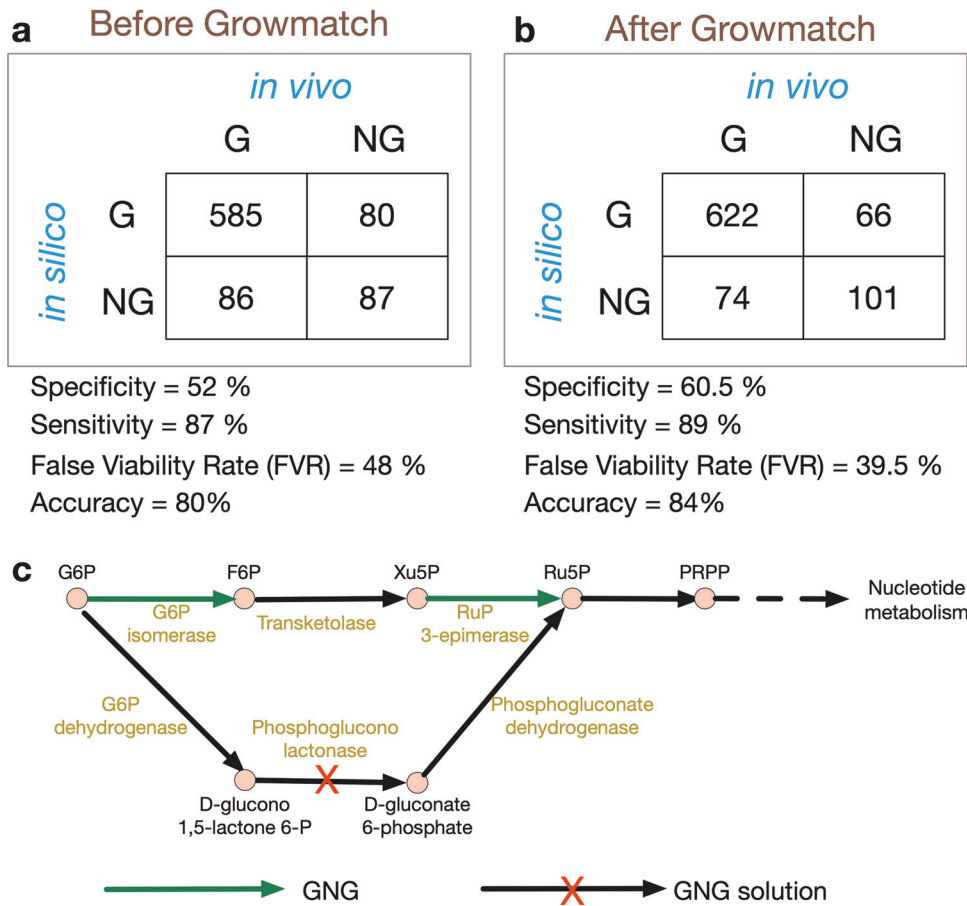 a Before Growmatch
in vivo
G NG
in silico
G 585 80
NG 86 87
Specificity = 52 %
Sensitivity = 87 %
False Viability Rate (FVR) = 48 %
Accuracy = 80%
b After Growmatch
in vivo
G NG
in silico
G 622 66
NG 74 101
Specificity = 60.5 %
Sensitivity = 89 %
False Viability Rate (FVR) = 39.5 %
Accuracy = 84%
c
G6P F6P Xu5P Ru5P PRPP
Nucleotide
metabolism
G6P
isomerase
Transketolase
RuP
3-epimerase
G6P
dehydrogenase
Phosphoglucono
lactonase
Phosphogluconate
dehydrogenase
D-glucono
1,5-lactone 6-P
D-gluconate
6-phosphate
GNG
GNG solution